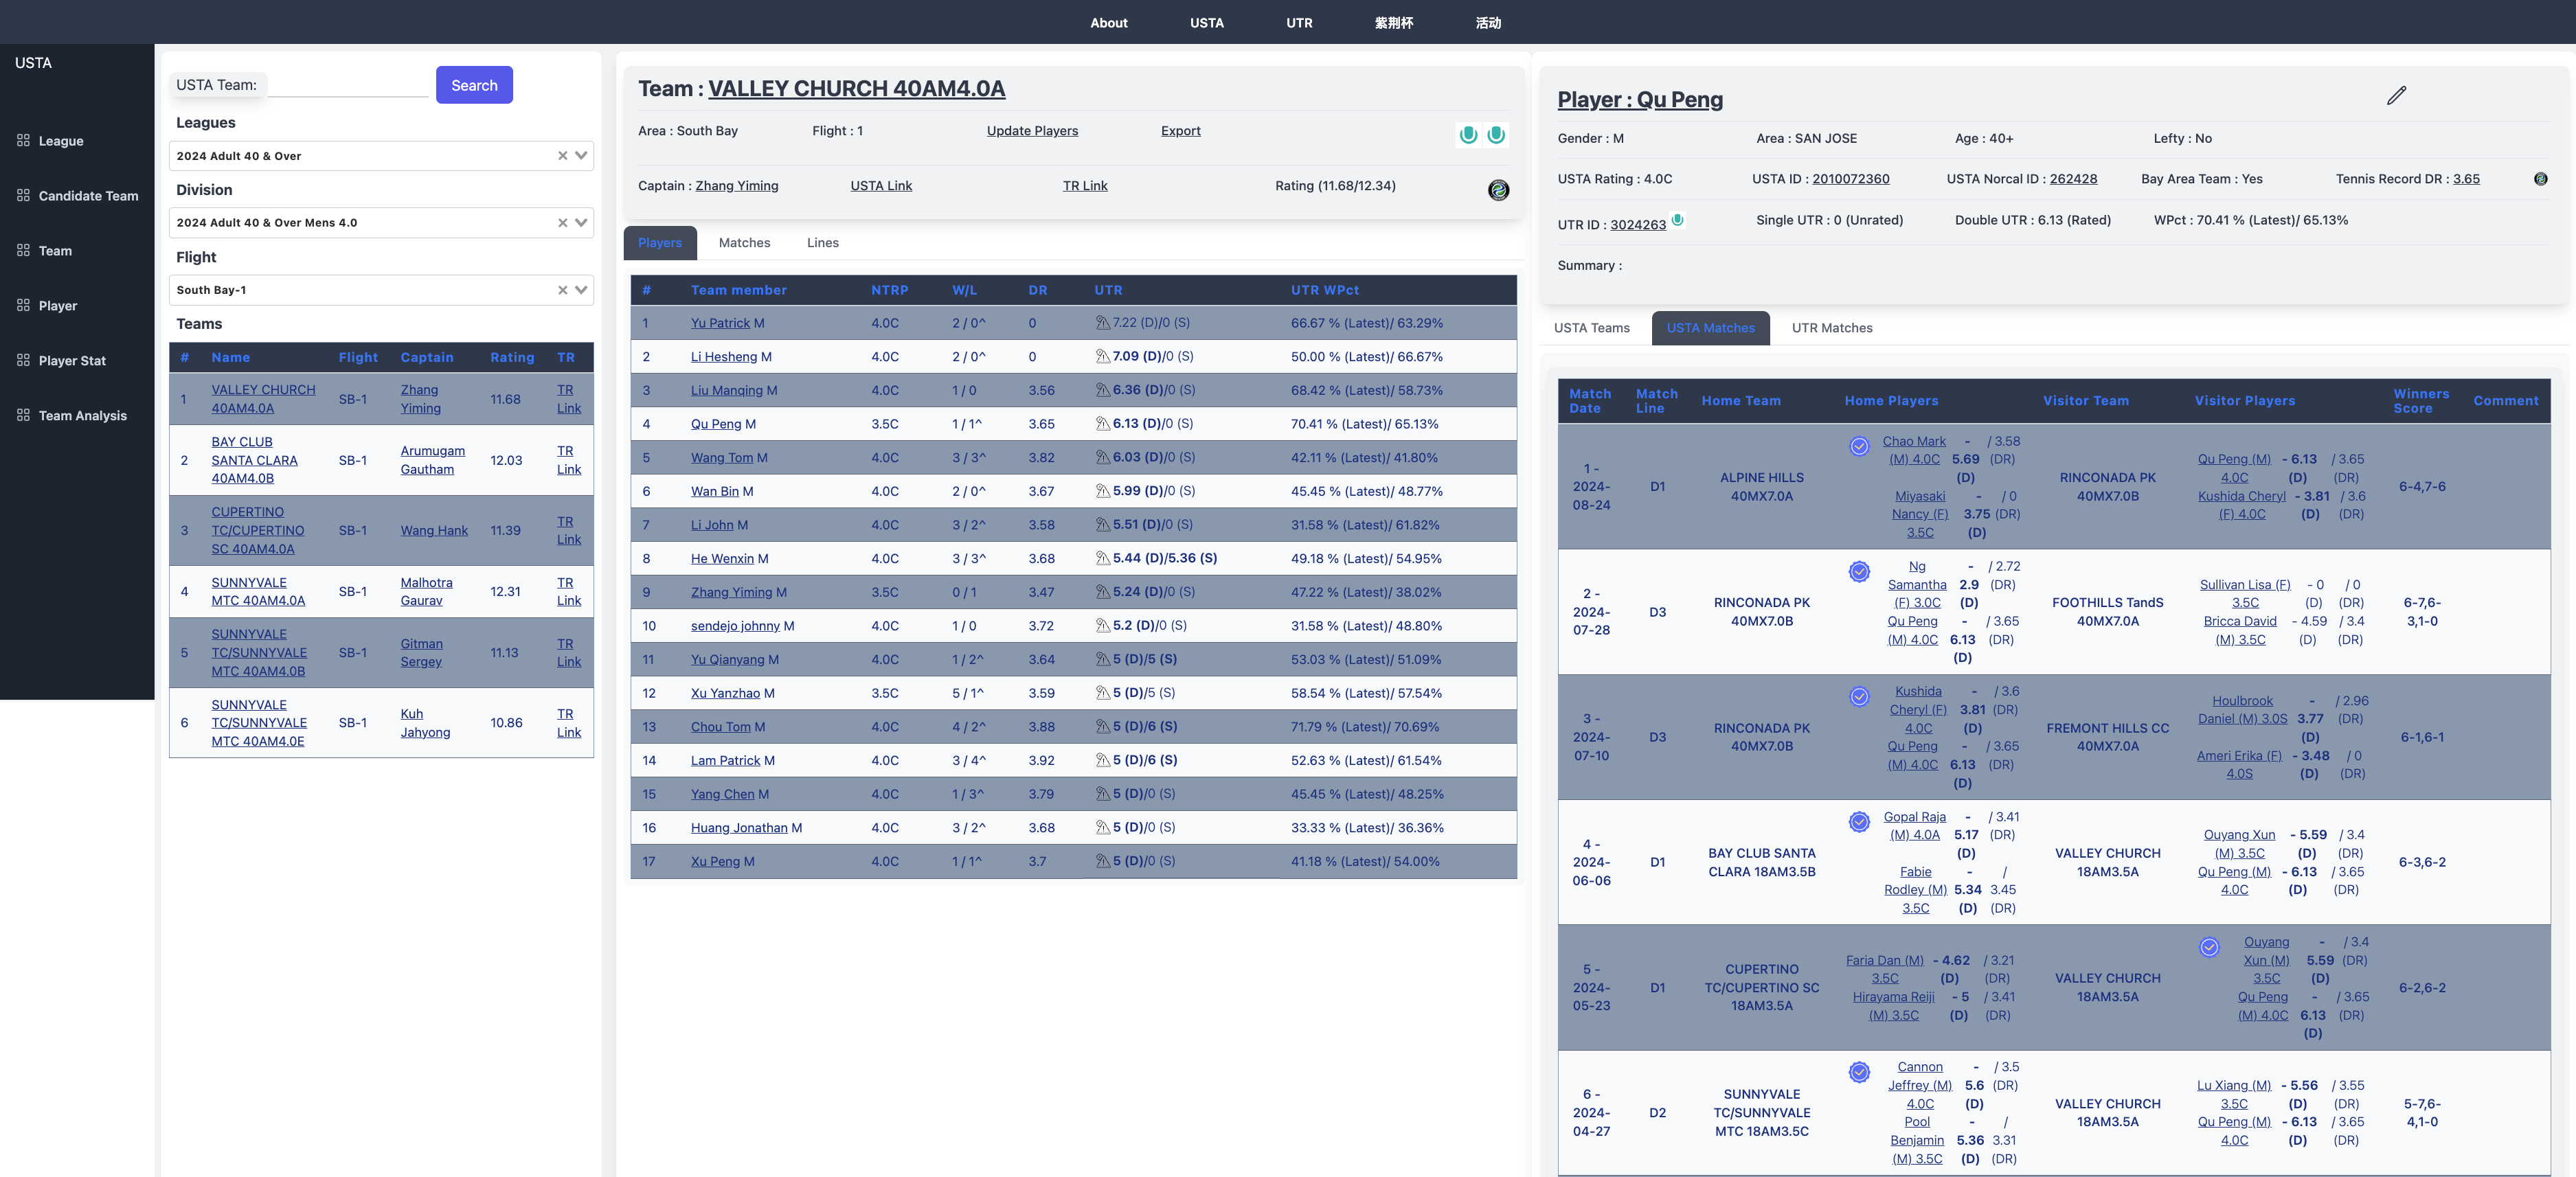 About USTA UTR 紫荆杯 活动
USTA
League
Candidate Team
Team
Player
Player Stat
Team Analysis
USTA Team: Search
Leagues
2024 Adult 40 & Over
Division
2024 Adult 40 & Over Mens 4.0
Flight
South Bay-1
Teams
# Name Flight Captain Rating TR
1 VALLEY CHURCH 40AM4.0A SB-1 Zhang Yiming 11.68 TR Link
2 BAY CLUB SANTA CLARA 40AM4.0B SB-1 Arumugam Gautham 12.03 TR Link
3 CUPERTINO TC/CUPERTINO SC 40AM4.0A SB-1 Wang Hank 11.39 TR Link
4 SUNNYVALE MTC 40AM4.0A SB-1 Malhotra Gaurav 12.31 TR Link
5 SUNNYVALE TC/SUNNYVALE MTC 40AM4.0B SB-1 Gitman Sergey 11.13 TR Link
6 SUNNYVALE TC/SUNNYVALE MTC 40AM4.0E SB-1 Kuh Jahyong 10.86 TR Link
Team : VALLEY CHURCH 40AM4.0A
Area : South Bay Flight : 1 Update Players Export
Captain : Zhang Yiming USTA Link TR Link Rating (11.68/12.34)
Players Matches Lines
# Team member NTRP W/L DR UTR UTR WPct
1 Yu Patrick M 4.0C 2 / 0^ 0 7.22 (D)/0 (S) 66.67 % (Latest)/ 63.29%
2 Li Hesheng M 4.0C 2 / 0^ 0 7.09 (D)/0 (S) 50.00 % (Latest)/ 66.67%
3 Liu Manqing M 4.0C 1 / 0 3.56 6.36 (D)/0 (S) 68.42 % (Latest)/ 58.73%
4 Qu Peng M 3.5C 1 / 1^ 3.65 6.13 (D)/0 (S) 70.41 % (Latest)/ 65.13%
5 Wang Tom M 4.0C 3 / 3^ 3.82 6.03 (D)/0 (S) 42.11 % (Latest)/ 41.80%
6 Wan Bin M 4.0C 2 / 0^ 3.67 5.99 (D)/0 (S) 45.45 % (Latest)/ 48.77%
7 Li John M 4.0C 3 / 2^ 3.58 5.51 (D)/0 (S) 31.58 % (Latest)/ 61.82%
8 He Wenxin M 4.0C 3 / 3^ 3.68 5.44 (D)/5.36 (S) 49.18 % (Latest)/ 54.95%
9 Zhang Yiming M 3.5C 0 / 1 3.47 5.24 (D)/0 (S) 47.22 % (Latest)/ 38.02%
10 sendejo johnny M 4.0C 1 / 0 3.72 5.2 (D)/0 (S) 31.58 % (Latest)/ 48.80%
11 Yu Qianyang M 4.0C 1 / 2^ 3.64 5 (D)/5 (S) 53.03 % (Latest)/ 51.09%
12 Xu Yanzhao M 3.5C 5 / 1^ 3.59 5 (D)/5 (S) 58.54 % (Latest)/ 57.54%
13 Chou Tom M 4.0C 4 / 2^ 3.88 5 (D)/6 (S) 71.79 % (Latest)/ 70.69%
14 Lam Patrick M 4.0C 3 / 4^ 3.92 5 (D)/6 (S) 52.63 % (Latest)/ 61.54%
15 Yang Chen M 4.0C 1 / 3^ 3.79 5 (D)/0 (S) 45.45 % (Latest)/ 48.25%
16 Huang Jonathan M 4.0C 3 / 2^ 3.68 5 (D)/0 (S) 33.33 % (Latest)/ 36.36%
17 Xu Peng M 4.0C 1 / 1^ 3.7 5 (D)/0 (S) 41.18 % (Latest)/ 54.00%
Player : Qu Peng
Gender : M Area : SAN JOSE Age : 40+ Lefty : No
USTA Rating : 4.0C USTA ID : 2010072360 USTA Norcal ID : 262428 Bay Area Team : Yes Tennis Record DR : 3.65
UTR ID : 3024263 Single UTR : 0 (Unrated) Double UTR : 6.13 (Rated) WPct : 70.41 % (Latest)/ 65.13%
Summary :
USTA Teams USTA Matches UTR Matches
Match Date Match Line Home Team Home Players Visitor Team Visitor Players Winners Score Comment
1 - 2024-08-24 D1 ALPINE HILLS 40MX7.0A Chao Mark (M) 4.0C - 5.69 (D) / 3.58 (DR) Miyasaki Nancy (F) 3.5C - 3.75 (D) / 0 (DR) RINCONADA PK 40MX7.0B Qu Peng (M) 4.0C - 6.13 (D) / 3.65 (DR) Kushida Cheryl (F) 4.0C - 3.81 (D) / 3.6 (DR) 6-4,7-6
2 - 2024-07-28 D3 RINCONADA PK 40MX7.0B Ng Samantha (F) 3.0C - 2.9 (D) / 2.72 (DR) Qu Peng (M) 4.0C - 6.13 (D) / 3.65 (DR) FOOTHILLS TandS 40MX7.0A Sullivan Lisa (F) 3.5C - 0 (D) / 0 (DR) Bricca David (M) 3.5C - 4.59 (D) / 3.4 (DR) 6-7,6-3,1-0
3 - 2024-07-10 D3 RINCONADA PK 40MX7.0B Kushida Cheryl (F) 4.0C - 3.81 (D) / 3.6 (DR) Qu Peng (M) 4.0C - 6.13 (D) / 3.65 (DR) FREMONT HILLS CC 40MX7.0A Houlbrook Daniel (M) 3.0S - 3.77 (D) / 2.96 (DR) Ameri Erika (F) 4.0S - 3.48 (D) / 0 (DR) 6-1,6-1
4 - 2024-06-06 D1 BAY CLUB SANTA CLARA 18AM3.5B Gopal Raja (M) 4.0A - 5.17 (D) / 3.41 (DR) Fabie Rodley (M) 3.5C - 5.34 (D) / 3.45 (DR) VALLEY CHURCH 18AM3.5A Ouyang Xun (M) 3.5C - 5.59 (D) / 3.4 (DR) Qu Peng (M) 4.0C - 6.13 (D) / 3.65 (DR) 6-3,6-2
5 - 2024-05-23 D1 CUPERTINO TC/CUPERTINO SC 18AM3.5A Faria Dan (M) 3.5C - 4.62 (D) / 3.21 (DR) Hirayama Reiji (M) 3.5C - 5 (D) / 3.41 (DR) VALLEY CHURCH 18AM3.5A Ouyang Xun (M) 3.5C - 5.59 (D) / 3.4 (DR) Qu Peng (M) 4.0C - 6.13 (D) / 3.65 (DR) 6-2,6-2
6 - 2024-04-27 D2 SUNNYVALE TC/SUNNYVALE MTC 18AM3.5C Cannon Jeffrey (M) 4.0C - 5.6 (D) / 3.5 (DR) Pool Benjamin (M) 3.5C - 5.36 (D) / 3.31 (DR) VALLEY CHURCH 18AM3.5A Lu Xiang (M) 3.5C - 5.56 (D) / 3.55 (DR) Qu Peng (M) 4.0C - 6.13 (D) / 3.65 (DR) 5-7,6-4,1-0